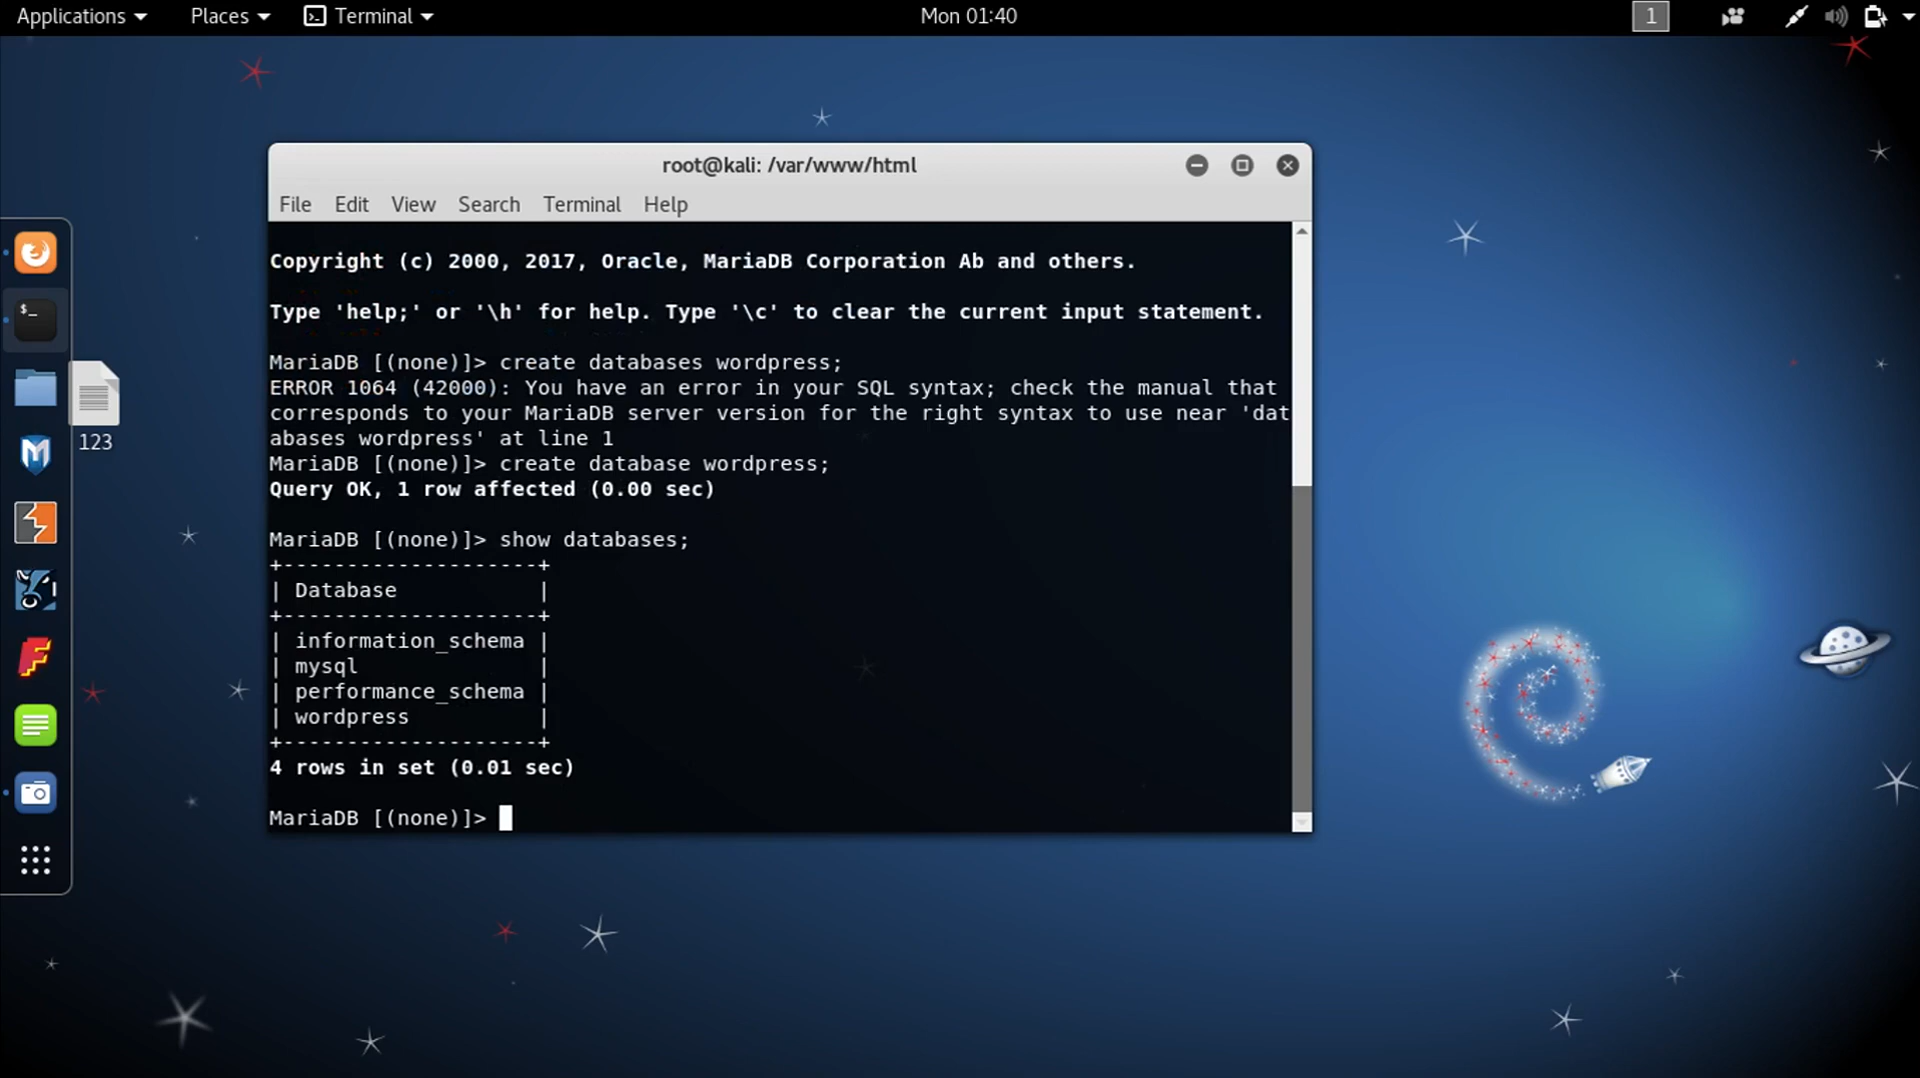 Applications Places Terminal Mon 01:40 1
root@kali: /var/www/html
File Edit View Search Terminal Help
Copyright (c) 2000, 2017, Oracle, MariaDB Corporation Ab and others.
Type 'help;' or '\h' for help. Type '\c' to clear the current input statement.
MariaDB [(none)]> create databases wordpress;
ERROR 1064 (42000): You have an error in your SQL syntax; check the manual that
corresponds to your MariaDB server version for the right syntax to use near 'dat
abases wordpress' at line 1
MariaDB [(none)]> create database wordpress;
Query OK, 1 row affected (0.00 sec)
MariaDB [(none)]> show databases;
+--------------------+
| Database           |
+--------------------+
| information_schema |
| mysql              |
| performance_schema |
| wordpress          |
+--------------------+
4 rows in set (0.01 sec)
MariaDB [(none)]>
123